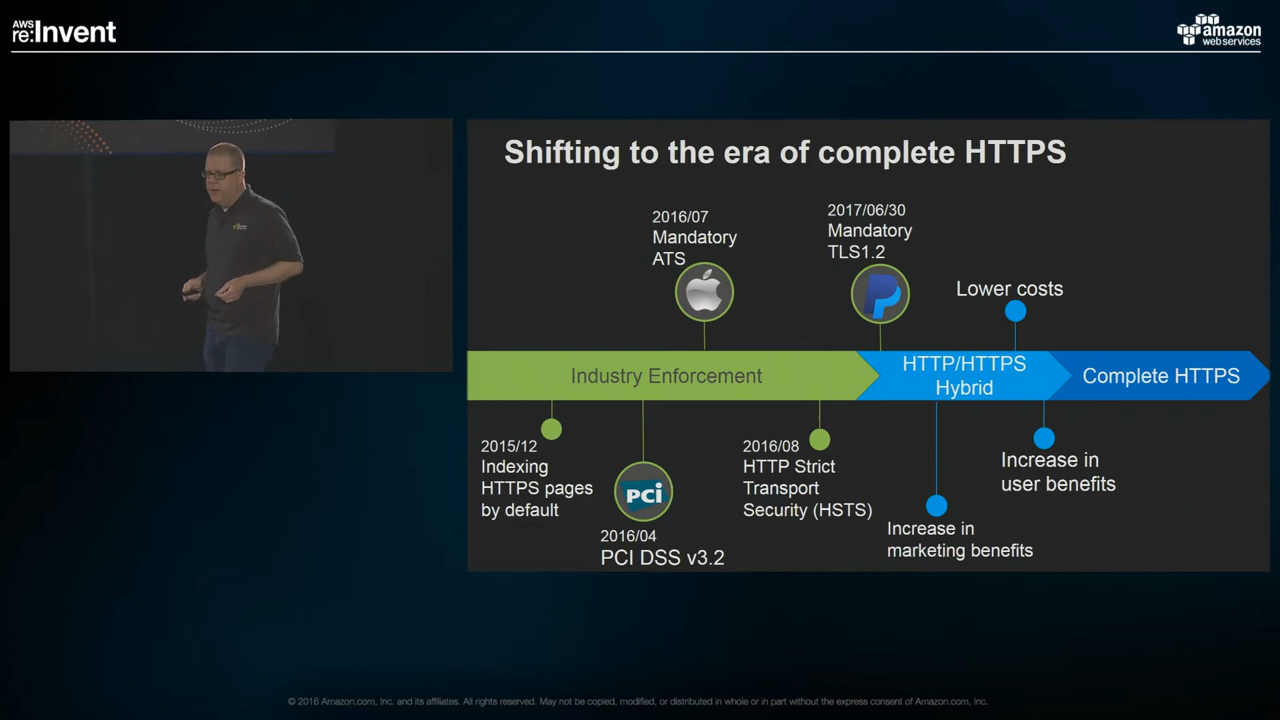 AWS
re:Invent
amazon
webservices
Shifting to the era of complete HTTPS
2016/07
Mandatory
ATS
2017/06/30
Mandatory
TLS1.2
Lower costs
Industry Enforcement
HTTP/HTTPS
Hybrid
Complete HTTPS
2015/12
Indexing
HTTPS pages
by default
PCI
2016/04
PCI DSS v3.2
2016/08
HTTP Strict
Transport
Security (HSTS)
Increase in
marketing benefits
Increase in
user benefits
© 2016 Amazon.com, Inc. and its affiliates. All rights reserved. May not be copied, modified, or distributed in whole or in part without the express consent of Amazon.com, Inc.